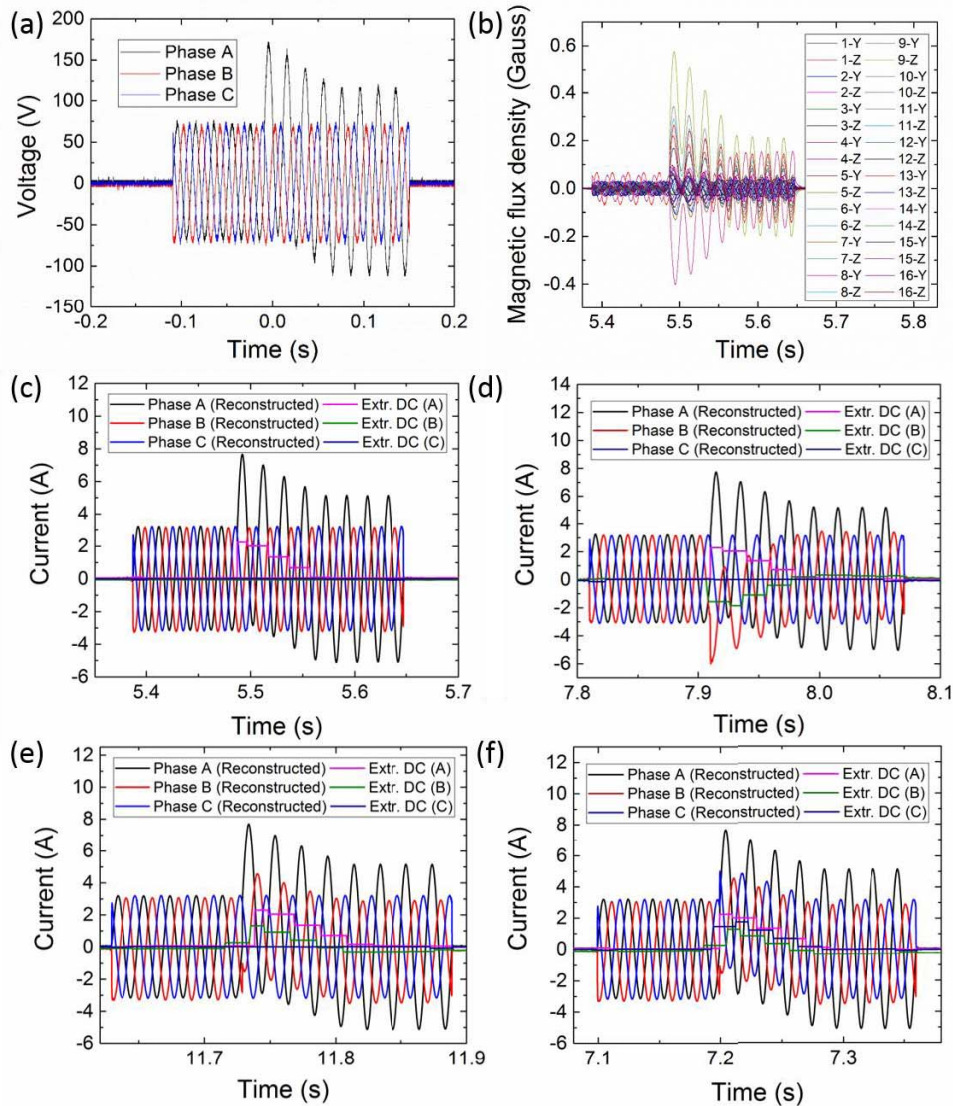 (a)
200
150
100
50
0
-50
-100
-150
Voltage (V)
Phase A
Phase B
Phase C
-0.2 -0.1 0.0 0.1 0.2
Time (s)
(b)
0.6
0.4
0.2
0.0
-0.2
-0.4
Magnetic flux density (Gauss)
1-Y 9-Y
1-Z 9-Z
2-Y 10-Y
2-Z 10-Z
3-Y 11-Y
3-Z 11-Z
4-Y 12-Y
4-Z 12-Z
5-Y 13-Y
5-Z 13-Z
6-Y 14-Y
6-Z 14-Z
7-Y 15-Y
7-Z 15-Z
8-Y 16-Y
8-Z 16-Z
5.4 5.5 5.6 5.7 5.8
Time (s)
(c)
12
10
8
6
4
2
0
-2
-4
-6
Current (A)
Phase A (Reconstructed) Extr. DC (A)
Phase B (Reconstructed) Extr. DC (B)
Phase C (Reconstructed) Extr. DC (C)
5.4 5.5 5.6 5.7
Time (s)
(d)
14
12
10
8
6
4
2
0
-2
-4
-6
Current (A)
Phase A (Reconstructed) Extr. DC (A)
Phase B (Reconstructed) Extr. DC (B)
Phase C (Reconstructed) Extr. DC (C)
7.8 7.9 8.0 8.1
Time (s)
(e)
12
10
8
6
4
2
0
-2
-4
-6
Current (A)
Phase A (Reconstructed) Extr. DC (A)
Phase B (Reconstructed) Extr. DC (B)
Phase C (Reconstructed) Extr. DC (C)
11.7 11.8 11.9
Time (s)
(f)
12
10
8
6
4
2
0
-2
-4
-6
Current (A)
Phase A (Reconstructed) Extr. DC (A)
Phase B (Reconstructed) Extr. DC (B)
Phase C (Reconstructed) Extr. DC (C)
7.1 7.2 7.3
Time (s)